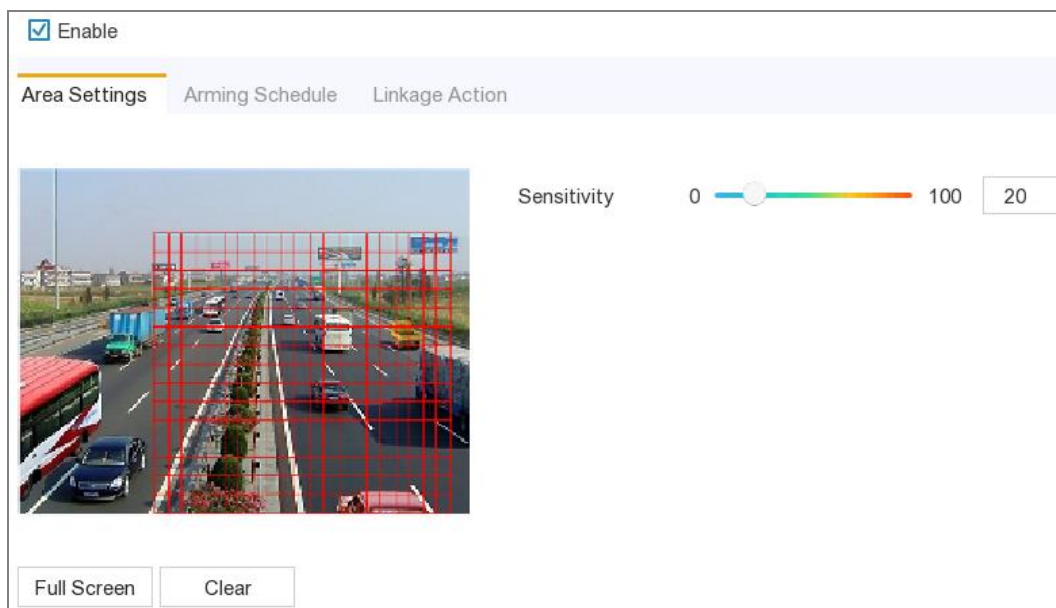 Enable
Area Settings Arming Schedule Linkage Action
Sensitivity 0 100 20
Full Screen Clear